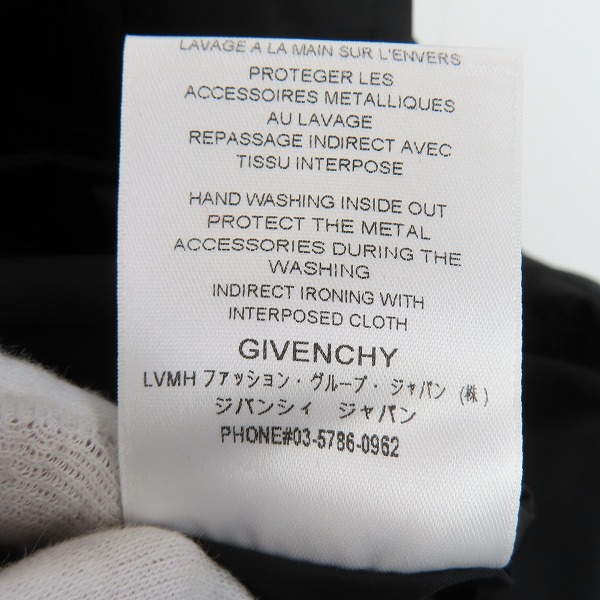 LAVAGE A LA MAIN SUR L'ENVERS
PROTEGER LES
ACCESSOIRES METALLIQUES
AU LAVAGE
REPASSAGE INDIRECT AVEC
TISSU INTERPOSE
HAND WASHING INSIDE OUT
PROTECT THE METAL
ACCESSORIES DURING THE
WASHING
INDIRECT IRONING WITH
INTERPOSED CLOTH
GIVENCHY
LVMH ファッション・グループ・ジャパン (株)
ジバンシィ ジャパン
PHONE#03-5786-0962